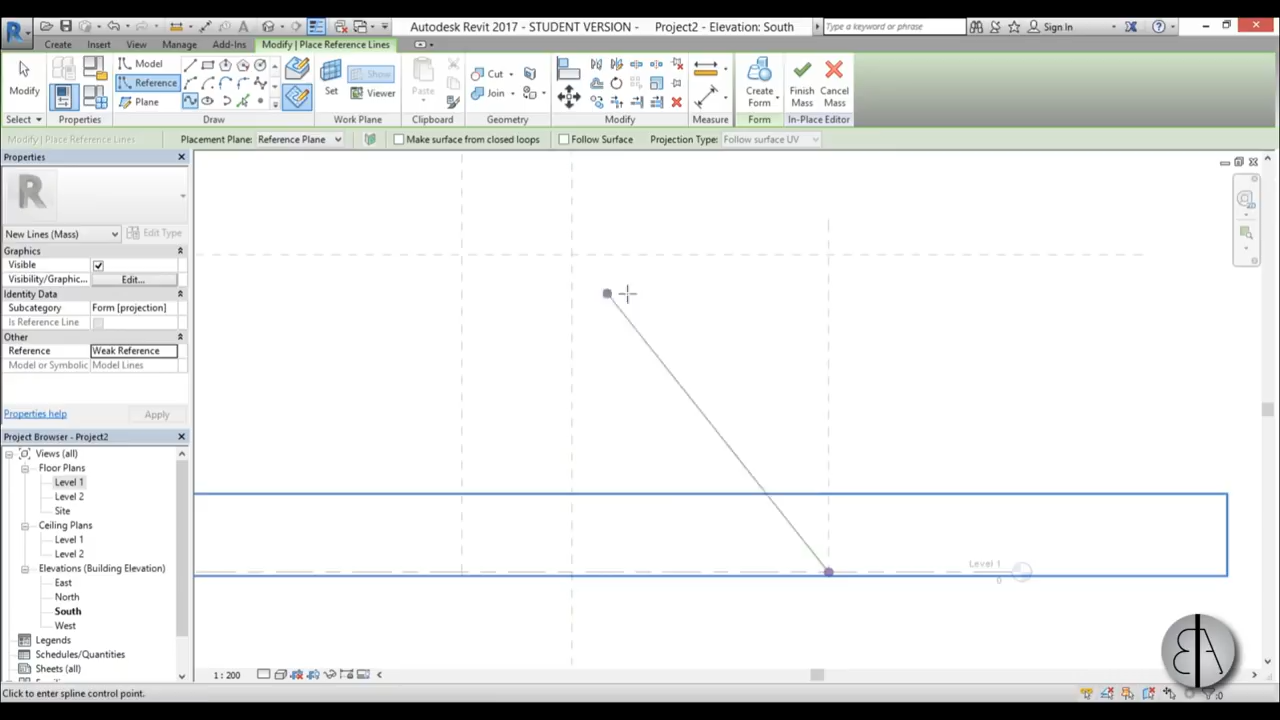 Autodesk Revit 2017 - STUDENT VERSION - Project2 - Elevation: South
Type a keyword or phrase
Sign In
Create Insert View Manage Add-Ins Modify | Place Reference Lines
Model
Reference
Plane
Show
Viewer
Set
Modify
Paste
Cut
Join
Create Form
Finish Mass
Cancel Mass
Select Properties Draw Work Plane Clipboard Geometry Modify Measure Form In-Place Editor
Modify | Place Reference Lines Placement Plane: Reference Plane Make surface from closed loops Follow Surface Projection Type: Follow surface UV
Properties
New Lines (Mass) Edit Type
Graphics
Visible
Visibility/Graphic... Edit...
Identity Data
Subcategory Form [projection]
Is Reference Line
Other
Reference Weak Reference
Model or Symbolic Model Lines
Properties help Apply
Project Browser - Project2
Views (all)
Floor Plans
Level 1
Level 2
Site
Ceiling Plans
Level 1
Level 2
Elevations (Building Elevation)
East
North
South
West
Legends
Schedules/Quantities
Sheets (all)
Level 1
0
1 : 200
Click to enter spline control point.
:0